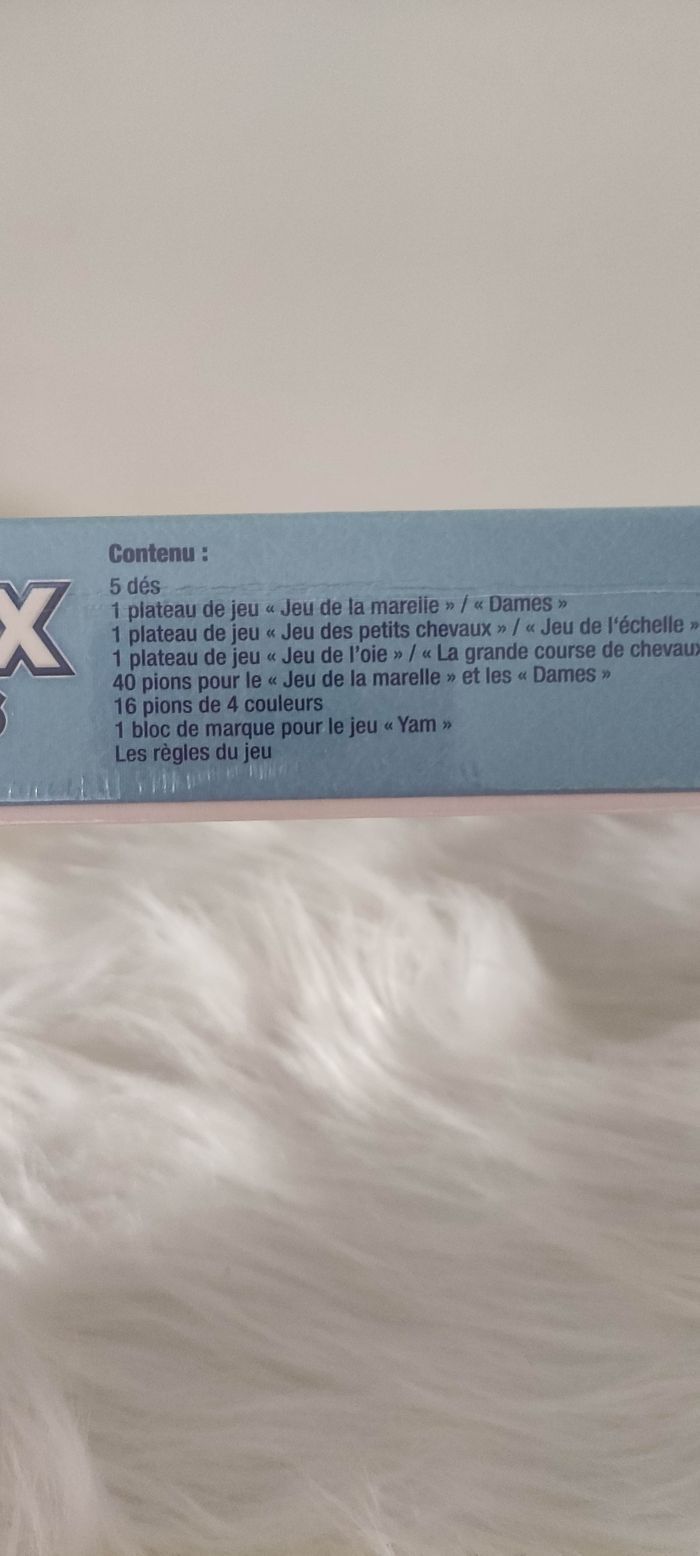 X
Contenu :
5 dés
1 plateau de jeu « Jeu de la marelle » / « Dames »
1 plateau de jeu « Jeu des petits chevaux » / « Jeu de l'échelle »
1 plateau de jeu « Jeu de l'oie » / « La grande course de chevaux
40 pions pour le « Jeu de la marelle » et les « Dames »
16 pions de 4 couleurs
1 bloc de marque pour le jeu « Yam »
Les règles du jeu